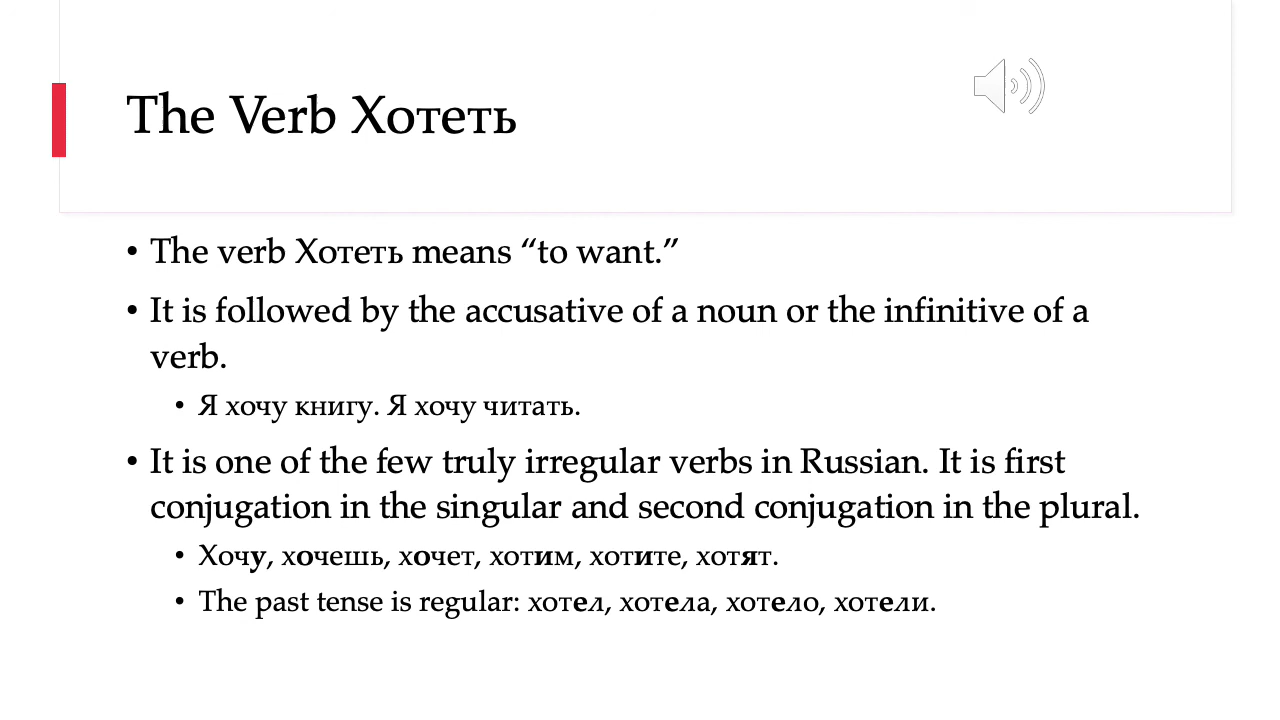 The Verb Хотеть
• The verb Хотеть means “to want.”
• It is followed by the accusative of a noun or the infinitive of a
verb.
• Я хочу книгу. Я хочу читать.
• It is one of the few truly irregular verbs in Russian. It is first
conjugation in the singular and second conjugation in the plural.
• Хочу, хочешь, хочет, хотим, хотите, хотят.
• The past tense is regular: хотел, хотела, хотело, хотели.